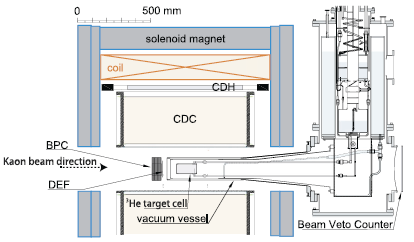 0 500 mm
solenoid magnet
coil
CDH
CDC
BPC
Kaon beam direction
DEF
³He target cell
vacuum vessel
Beam Veto Counter